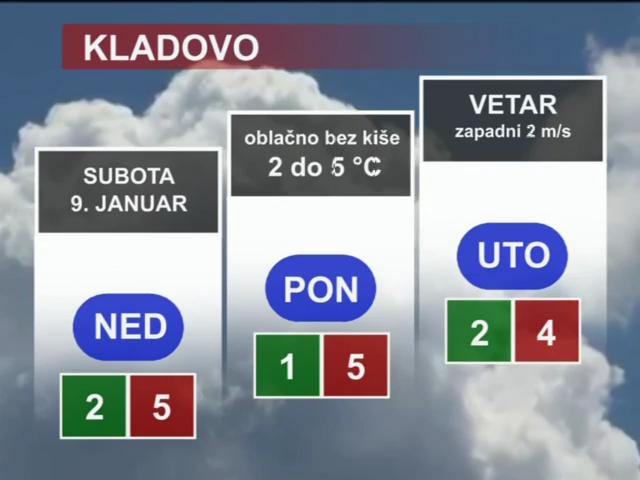 KLADOVO
SUBOTA
9. JANUAR
oblačno bez kiše
2 do 5 °C
VETAR
zapadni 2 m/s
NED
2 5
PON
1 5
UTO
2 4